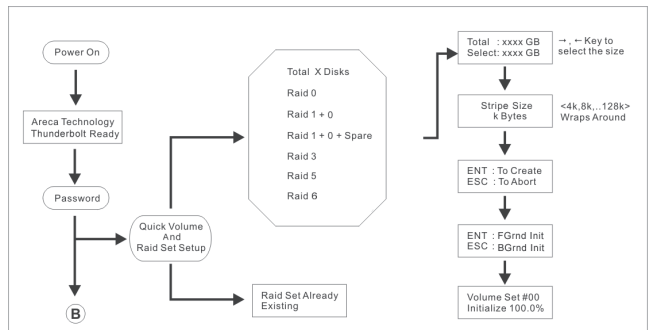 Power On
Areca Technology
Thunderbolt Ready
Password
B
Quick Volume
And
Raid Set Setup
Total X Disks
Raid 0
Raid 1 + 0
Raid 1 + 0 + Spare
Raid 3
Raid 5
Raid 6
Raid Set Already
Existing
Total : xxxx GB
Select: xxxx GB
→ , ← Key to
select the size
Stripe Size
k Bytes
<4k,8k,..128k>
Wraps Around
ENT : To Create
ESC : To Abort
ENT : FGrnd Init
ESC : BGrnd Init
Volume Set #00
Initialize 100.0%